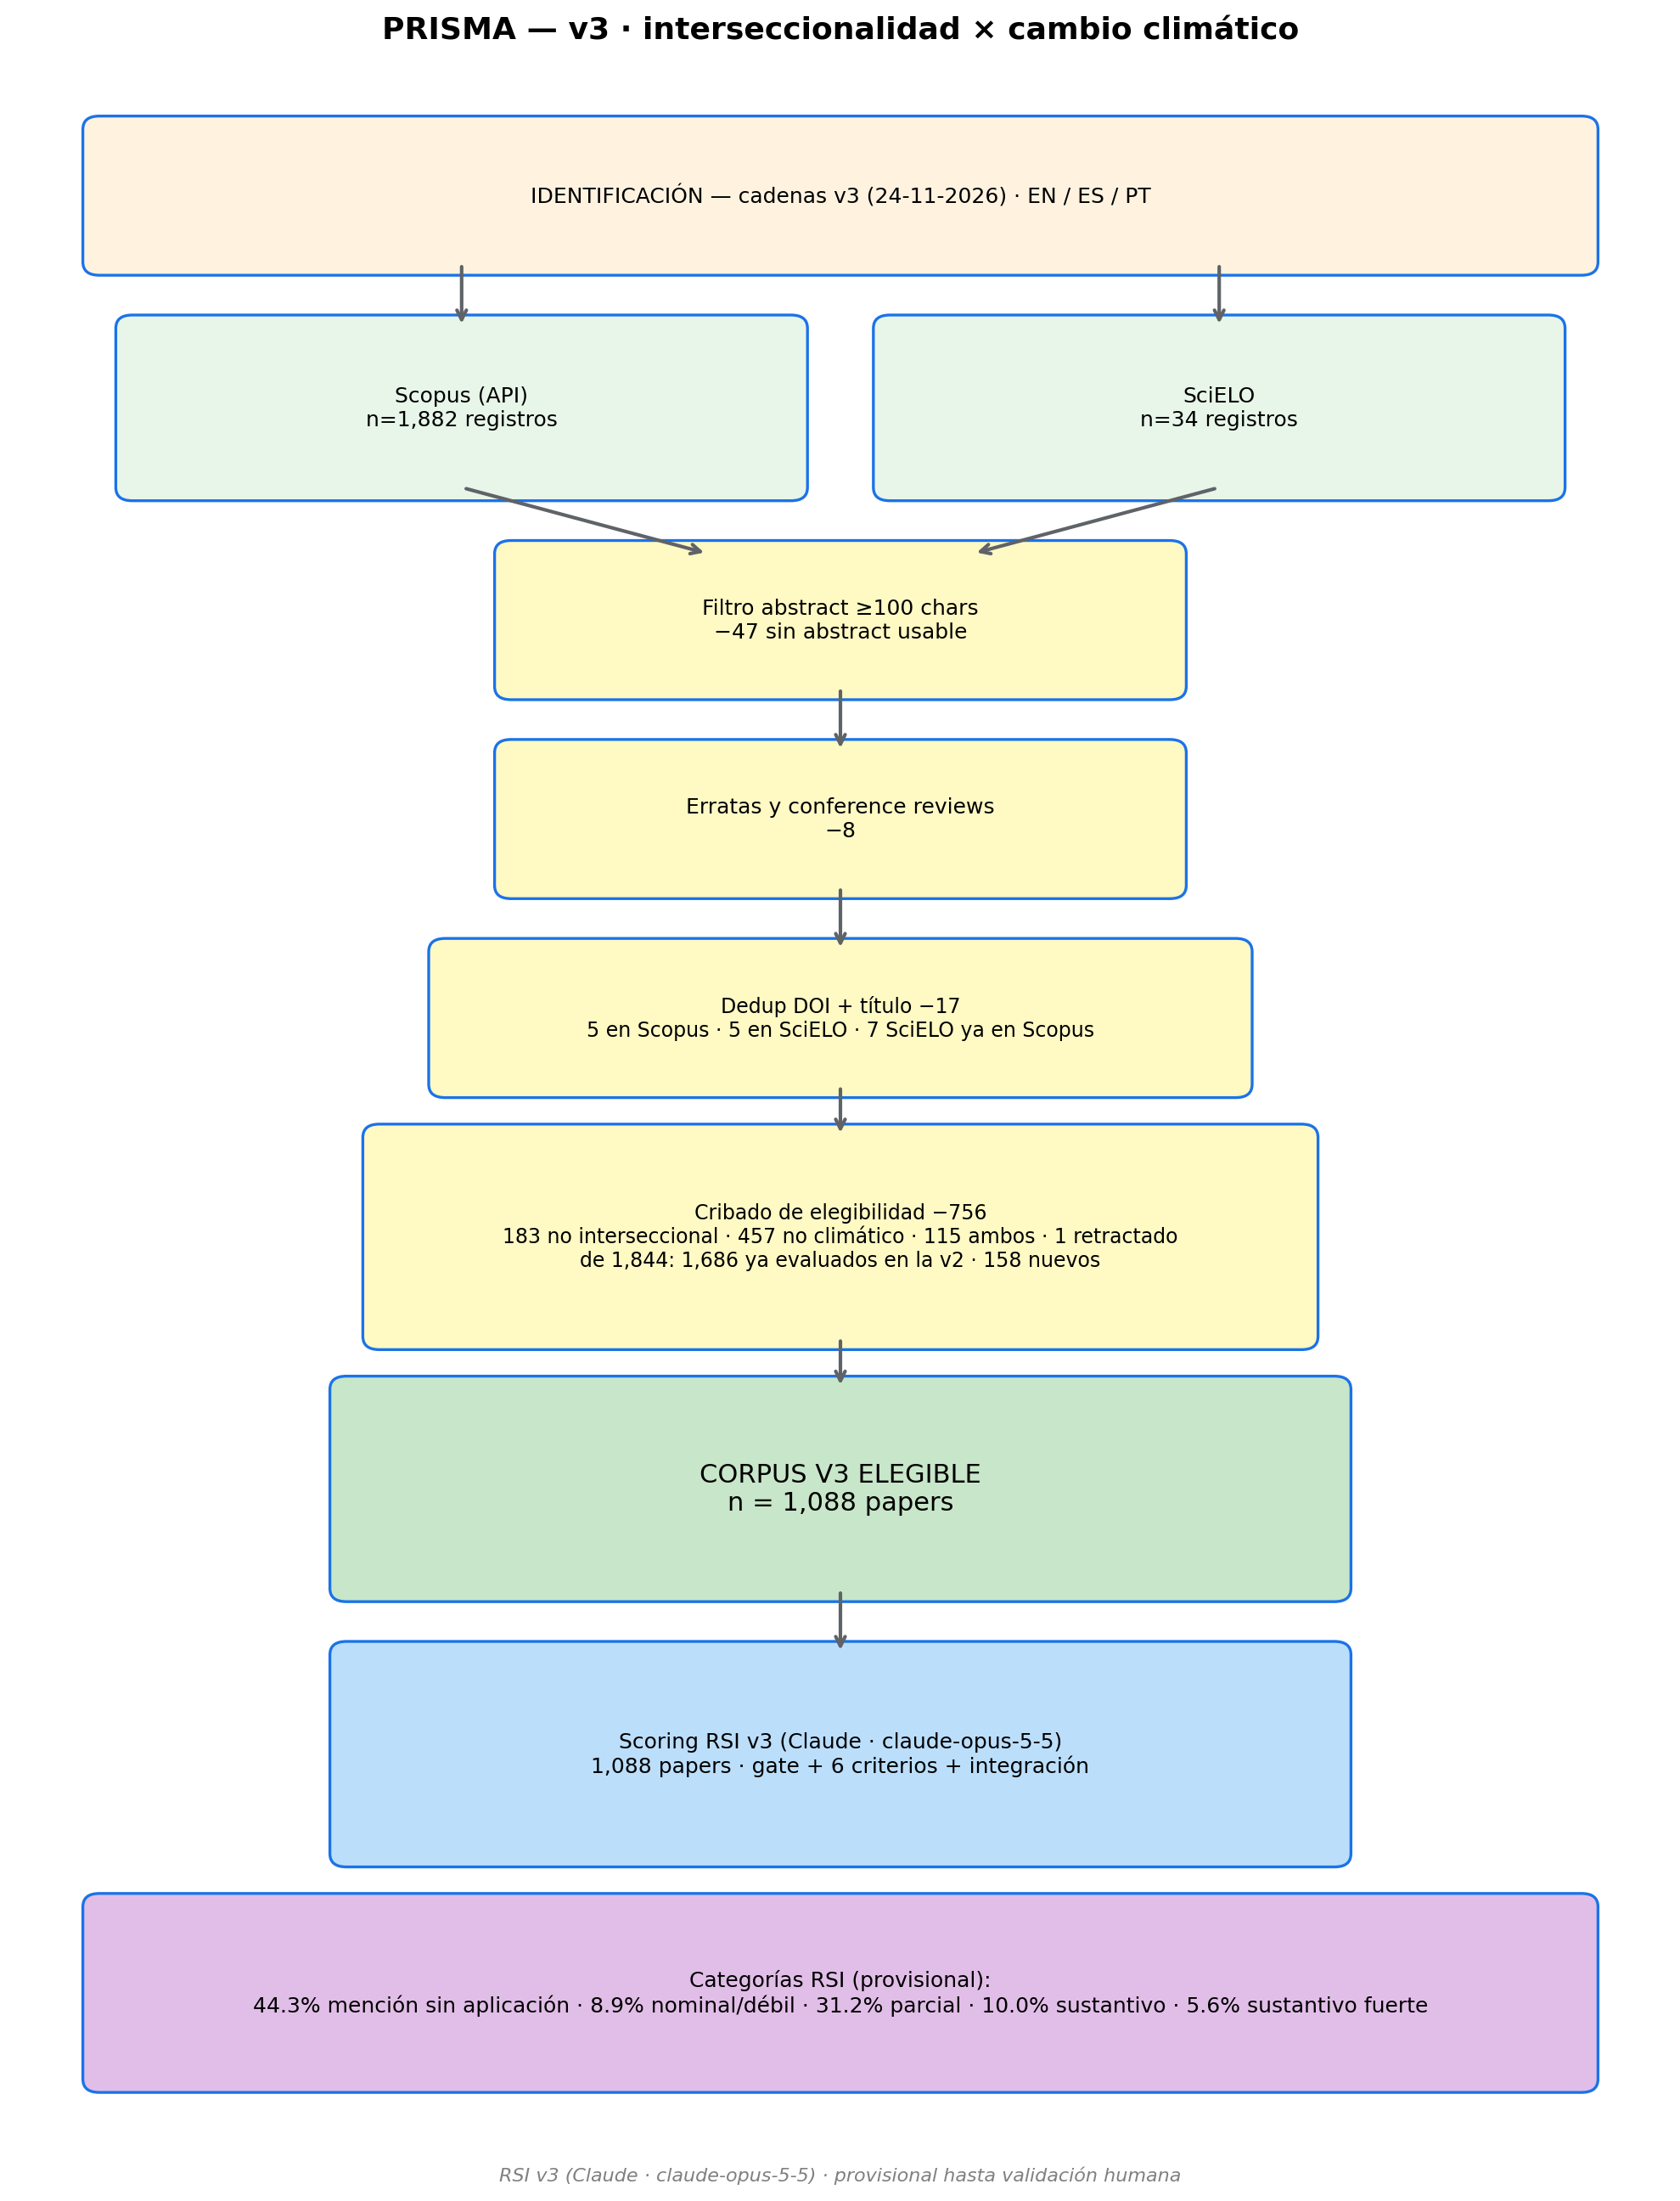 PRISMA — v3 · interseccionalidad × cambio climático
IDENTIFICACIÓN — cadenas v3 (24-11-2026) · EN / ES / PT
Scopus (API)
n=1,882 registros
SciELO
n=34 registros
Filtro abstract ≥100 chars
−47 sin abstract usable
Erratas y conference reviews
−8
Dedup DOI + título −17
5 en Scopus · 5 en SciELO · 7 SciELO ya en Scopus
Cribado de elegibilidad −756
183 no interseccional · 457 no climático · 115 ambos · 1 retractado
de 1,844: 1,686 ya evaluados en la v2 · 158 nuevos
CORPUS V3 ELEGIBLE
n = 1,088 papers
Scoring RSI v3 (Claude · claude-opus-5-5)
1,088 papers · gate + 6 criterios + integración
Categorías RSI (provisional):
44.3% mención sin aplicación · 8.9% nominal/débil · 31.2% parcial · 10.0% sustantivo · 5.6% sustantivo fuerte
RSI v3 (Claude · claude-opus-5-5) · provisional hasta validación humana